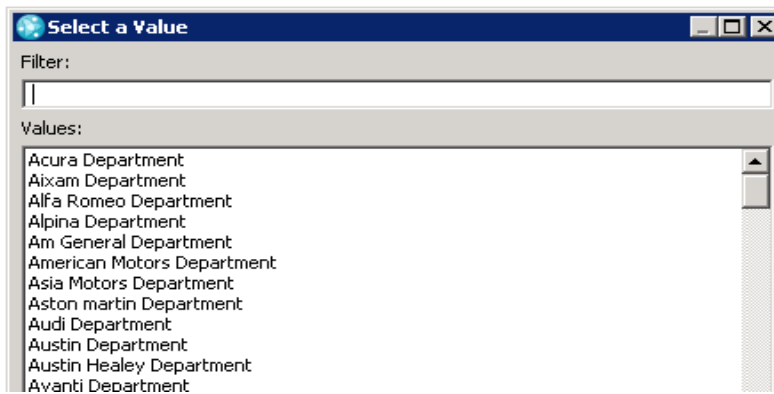 Select a Value
Filter:
Values:
Acura Department
Aixam Department
Alfa Romeo Department
Alpina Department
Am General Department
American Motors Department
Asia Motors Department
Aston martin Department
Audi Department
Austin Department
Austin Healey Department
Avanti Department